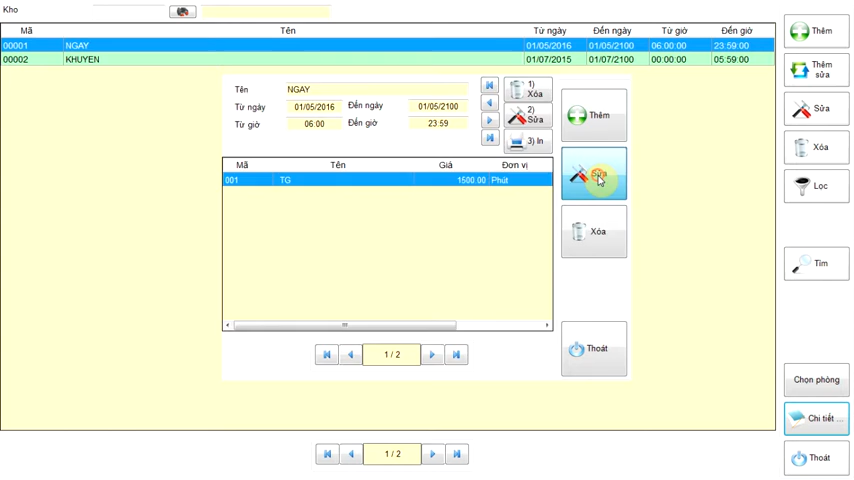 Kho
Mã Tên Từ ngày Đến ngày Từ giờ Đến giờ
00001 NGAY 01/05/2016 01/05/2100 06:00:00 23:59:00
00002 KHUYEN 01/07/2015 01/07/2100 00:00:00 05:59:00
Tên NGAY
Từ ngày 01/05/2016 Đến ngày 01/05/2100
Từ giờ 06:00 Đến giờ 23:59
1) Xóa
2) Sửa
3) In
Mã Tên Giá Đơn vị
001 TG 1500.00 Phút
1 / 2
Thêm
Sửa
Xóa
Thoát
1 / 2
Thêm
Thêm
sửa
Sửa
Xóa
Lọc
Tìm
Chọn phòng
Chi tiết ...
Thoát